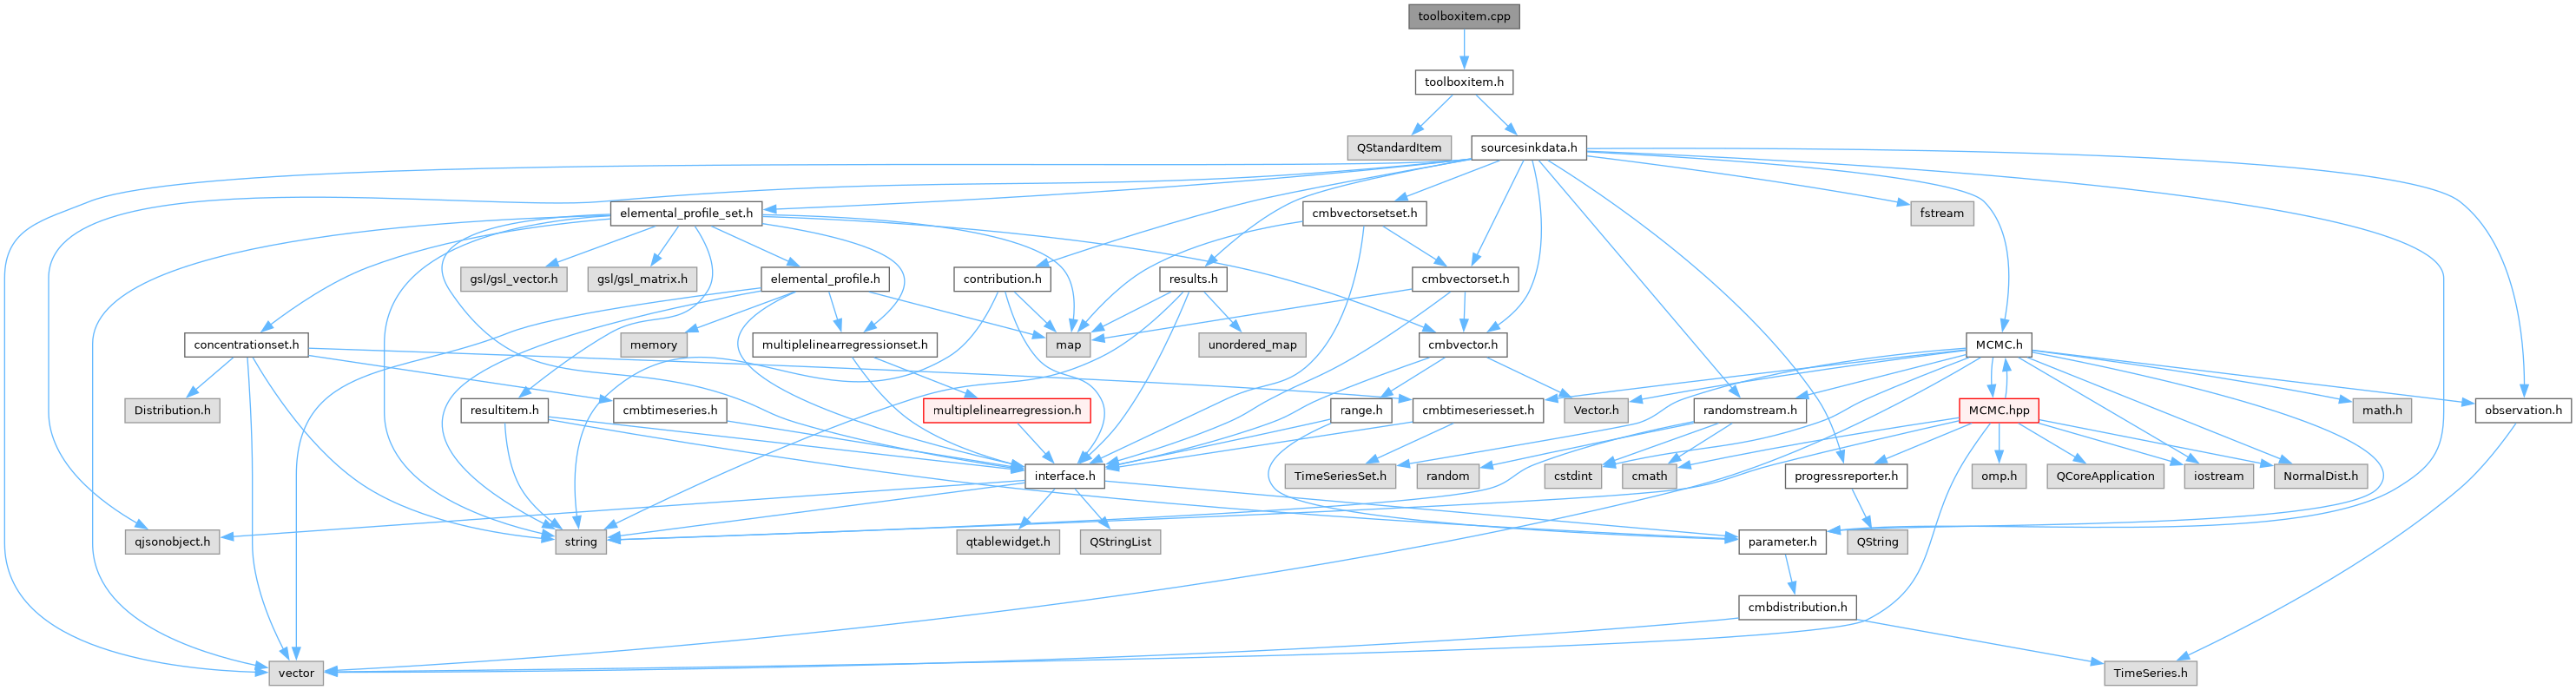 toolboxitem.cpp
toolboxitem.h
QStandardItem
sourcesinkdata.h
elemental_profile_set.h
cmbvectorsetset.h
fstream
gsl/gsl_vector.h
gsl/gsl_matrix.h
elemental_profile.h
contribution.h
results.h
cmbvectorset.h
concentrationset.h
memory
multiplelinearregressionset.h
map
unordered_map
cmbvector.h
MCMC.h
Distribution.h
resultitem.h
cmbtimeseries.h
multiplelinearregression.h
range.h
cmbtimeseriesset.h
Vector.h
randomstream.h
MCMC.hpp
math.h
observation.h
interface.h
TimeSeriesSet.h
random
cstdint
cmath
progressreporter.h
omp.h
QCoreApplication
iostream
NormalDist.h
qjsonobject.h
string
qtablewidget.h
QStringList
parameter.h
QString
cmbdistribution.h
vector
TimeSeries.h